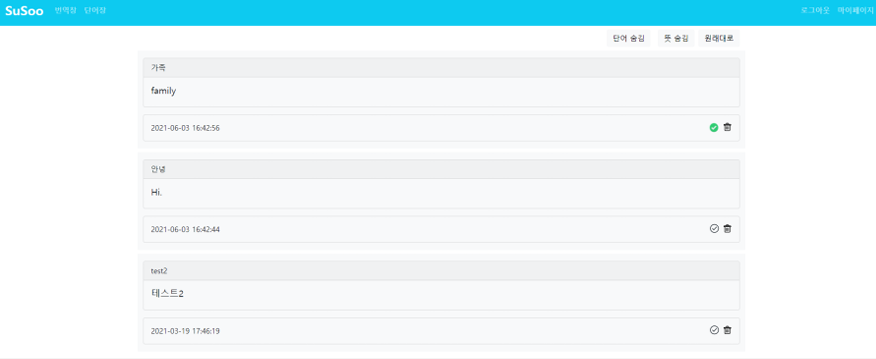 SuSoo 번역장 단어장 로그아웃 마이페이지
단어 숨김 뜻 숨김 원래대로
가족
family
2021-06-03 16:42:56
안녕
Hi.
2021-06-03 16:42:44
test2
테스트2
2021-03-19 17:46:19